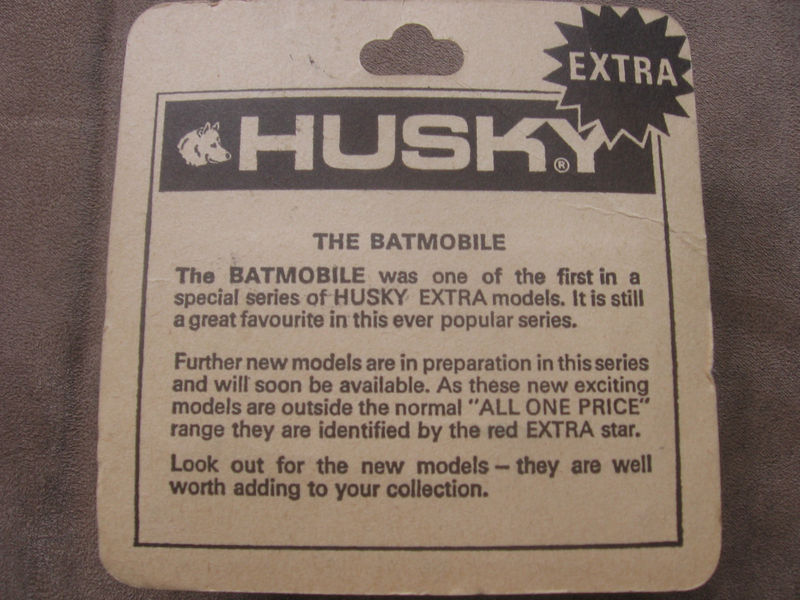 EXTRA
HUSKY®
THE BATMOBILE
The BATMOBILE was one of the first in a
special series of HUSKY EXTRA models. It is still
a great favourite in this ever popular series.
Further new models are in preparation in this series
and will soon be available. As these new exciting
models are outside the normal "ALL ONE PRICE"
range they are identified by the red EXTRA star.
Look out for the new models – they are well
worth adding to your collection.